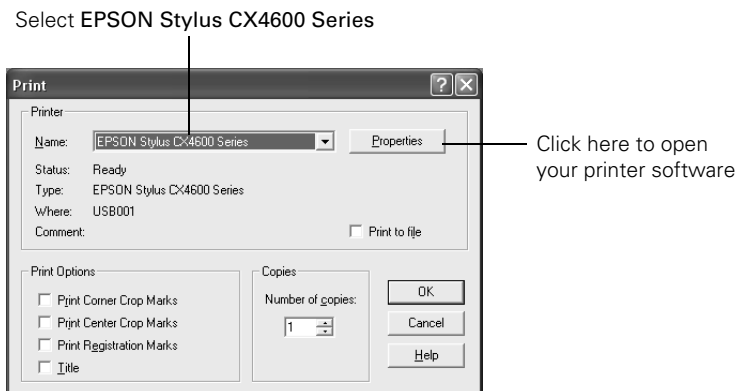 Select EPSON Stylus CX4600 Series
Print
Printer
Name: EPSON Stylus CX4600 Series Properties
Click here to open
your printer software
Status: Ready
Type: EPSON Stylus CX4600 Series
Where: USB001
Comment: Print to file
Print Options
Print Corner Crop Marks
Print Center Crop Marks
Print Registration Marks
Title
Copies
Number of copies:
1
OK
Cancel
Help